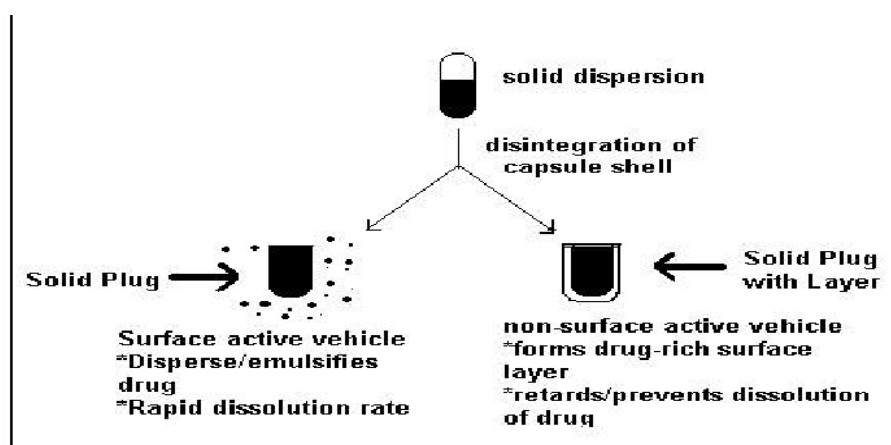 solid dispersion
disintegration of
capsule shell
Solid Plug
Solid Plug
with Layer
Surface active vehicle
*Disperse/emulsifies
drug
*Rapid dissolution rate
non-surface active vehicle
*forms drug-rich surface
layer
*retards/prevents dissolution
of drug